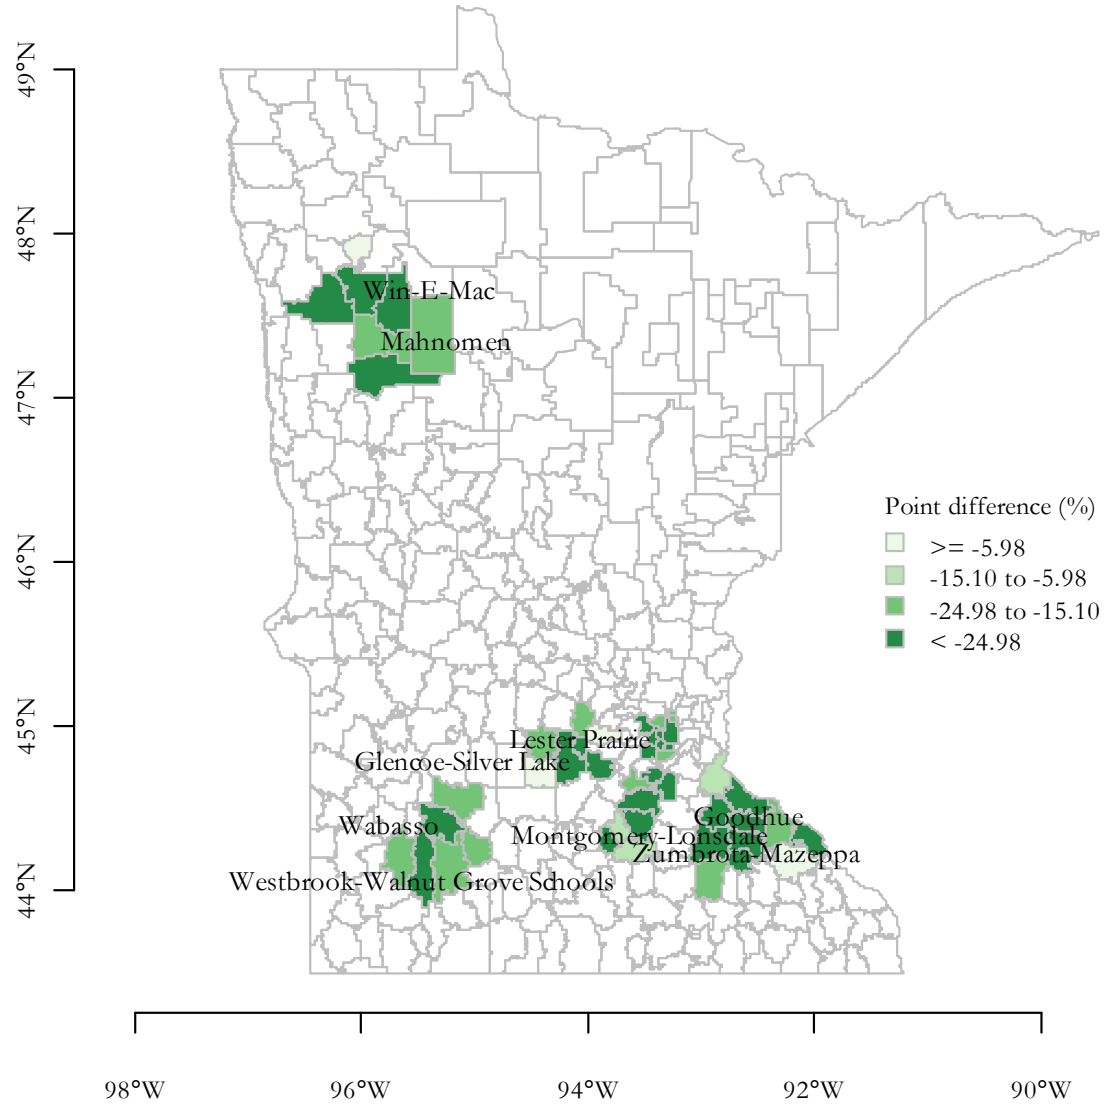 49°N
48°N
47°N
46°N
45°N
44°N
Win-E-Mac
Mahnomen
Point difference (%)
>= -5.98
-15.10 to -5.98
-24.98 to -15.10
< -24.98
Lester Prairie
Glencoe-Silver Lake
Wabasso
Goodhue
Montgomery-Lonsdale
Zumbrota-Mazeppa
Westbrook-Walnut Grove Schools
98°W 96°W 94°W 92°W 90°W